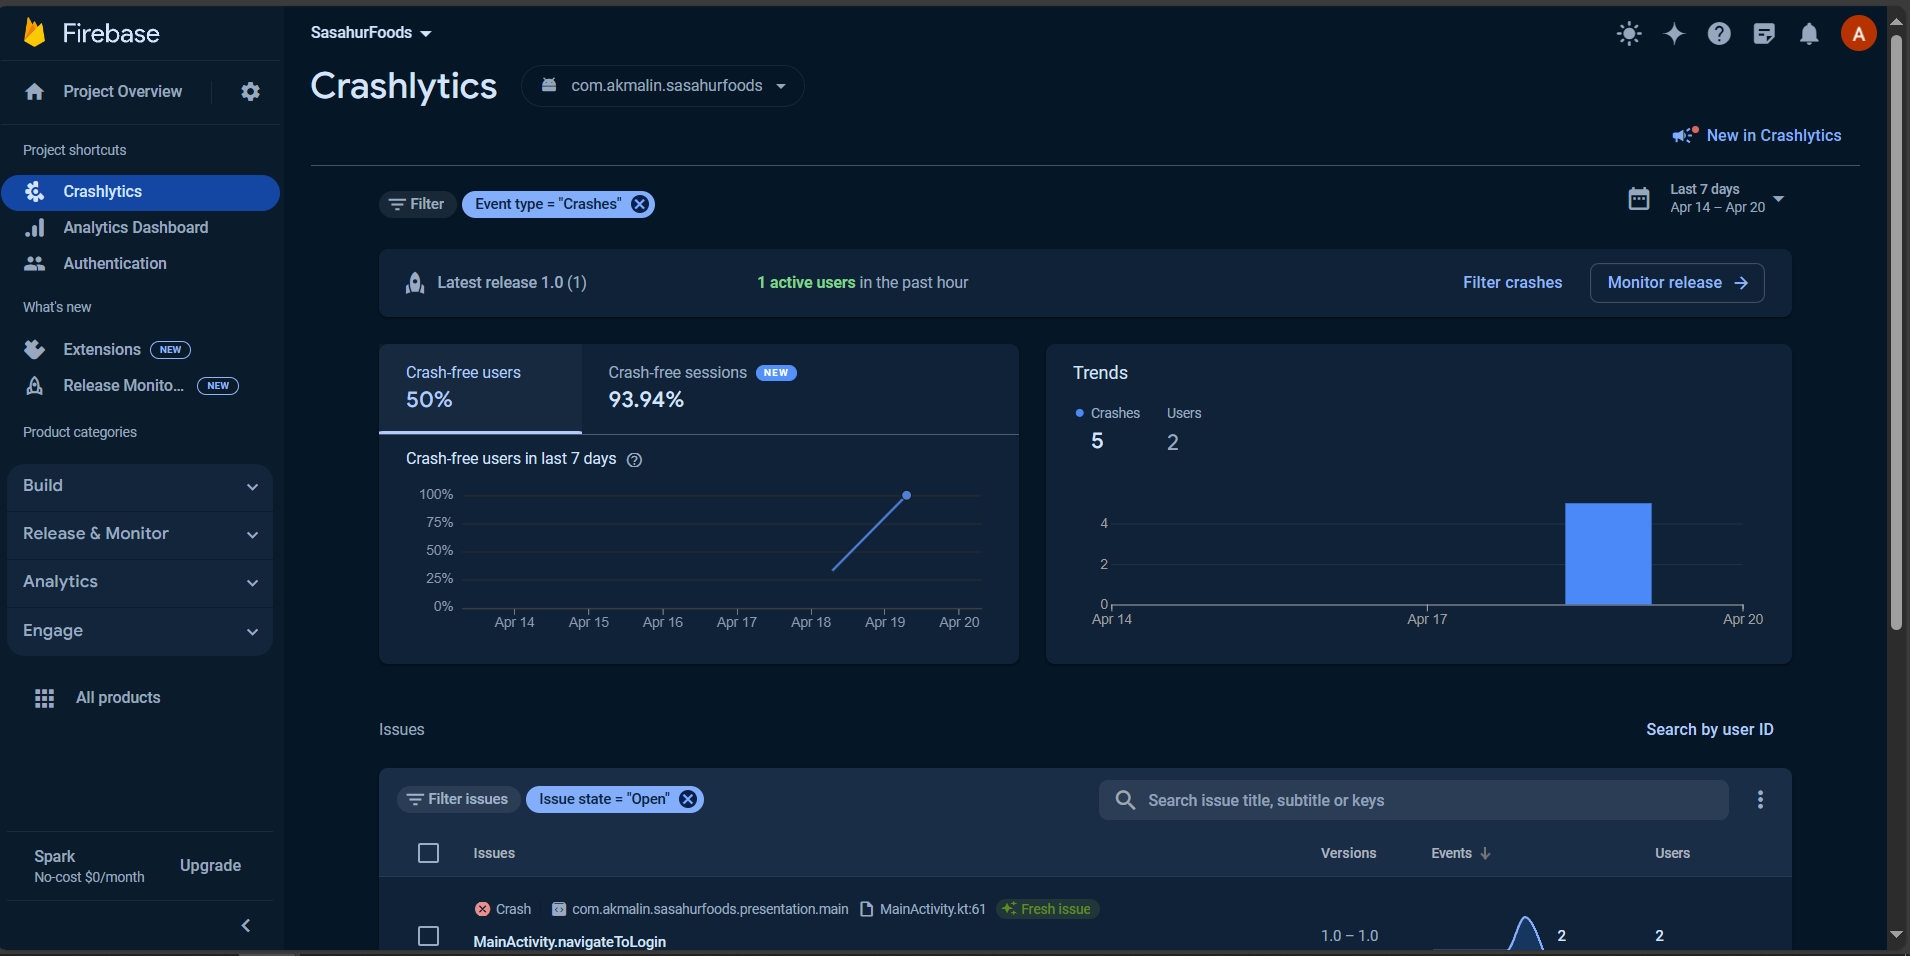 Firebase
SasahurFoods
A
Project Overview
Crashlytics
com.akmalin.sasahurfoods
New in Crashlytics
Project shortcuts
Crashlytics
Analytics Dashboard
Authentication
What's new
Extensions NEW
Release Monito... NEW
Product categories
Build
Release & Monitor
Analytics
Engage
All products
Spark
No-cost $0/month
Upgrade
Filter
Event type = "Crashes"
Last 7 days
Apr 14 – Apr 20
Latest release 1.0 (1)
1 active users in the past hour
Filter crashes
Monitor release
Crash-free users
50%
Crash-free sessions NEW
93.94%
Crash-free users in last 7 days
100%
75%
50%
25%
0%
Apr 14 Apr 15 Apr 16 Apr 17 Apr 18 Apr 19 Apr 20
Trends
Crashes Users
5 2
4
2
0
Apr 14 Apr 17 Apr 20
Issues
Search by user ID
Filter issues
Issue state = "Open"
Search issue title, subtitle or keys
Issues Versions Events Users
Crash com.akmalin.sasahurfoods.presentation.main MainActivity.kt:61 Fresh issue
MainActivity.navigateToLogin
1.0 – 1.0 2 2